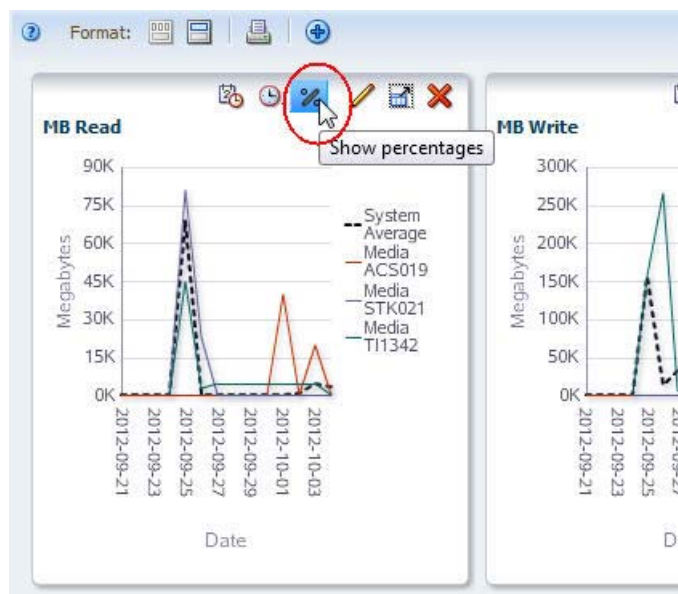 Format:
Show percentages
MB Read
90K
75K
60K
45K
30K
15K
0K
Megabytes
System
Average
Media
ACS019
Media
STK021
Media
TI1342
2012-09-21
2012-09-23
2012-09-25
2012-09-27
2012-09-29
2012-10-01
2012-10-03
Date
MB Write
300K
250K
200K
150K
100K
50K
0K
Megabytes
2012-09-21
2012-09-23
2012-09-25
D